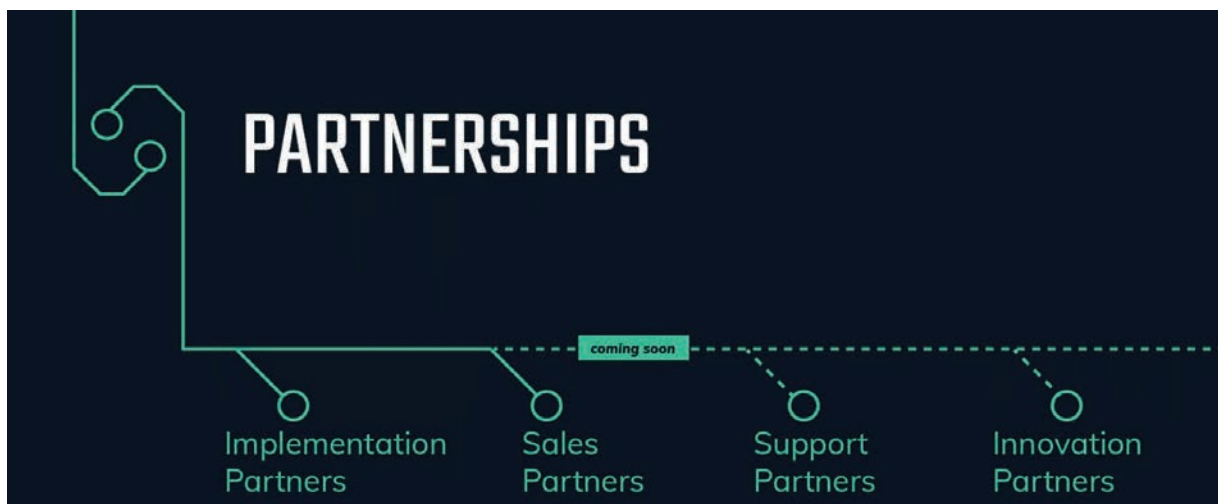 PARTNERSHIPS
coming soon
Implementation
Partners
Sales
Partners
Support
Partners
Innovation
Partners